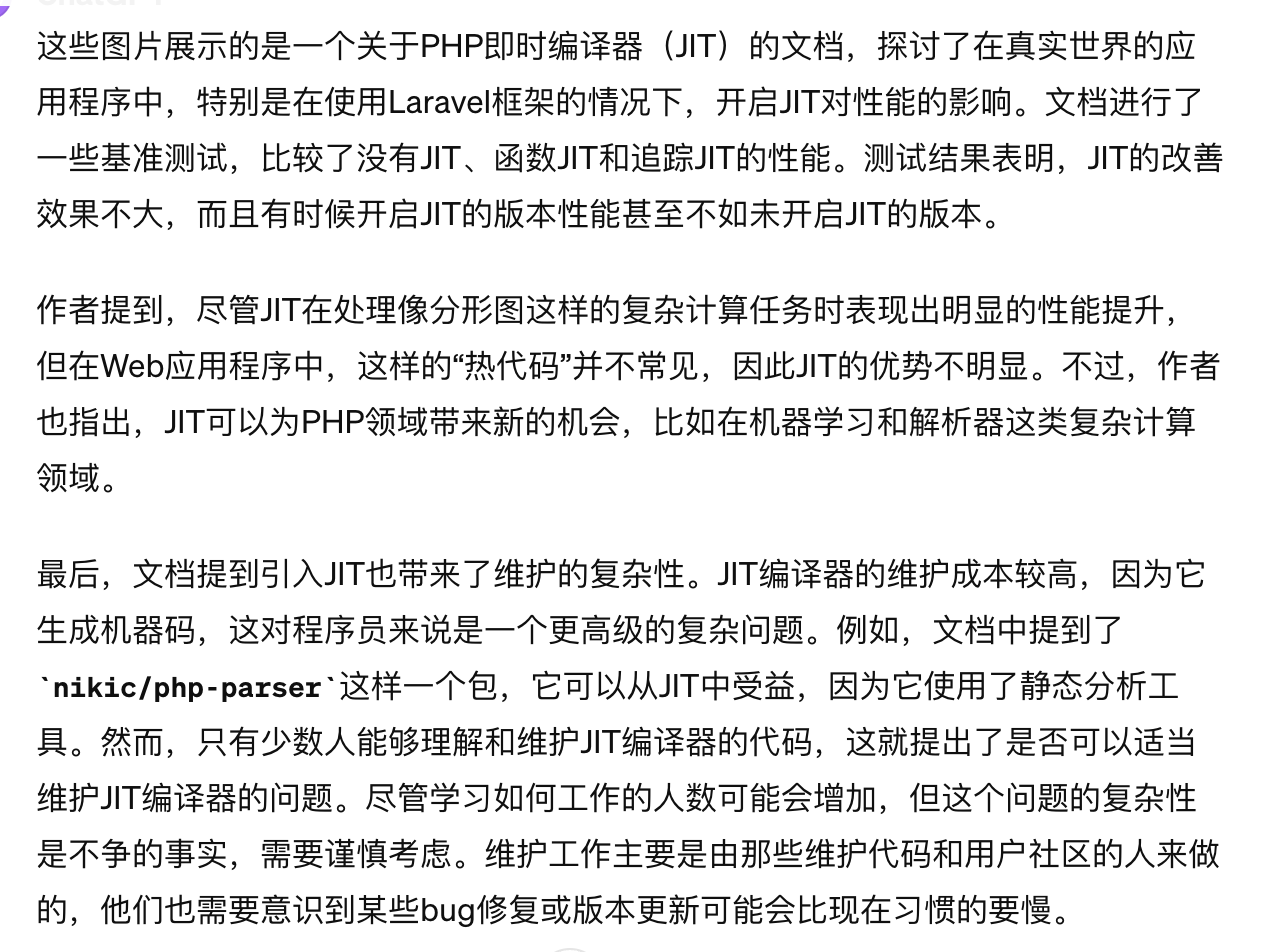 这些图片展示的是一个关于PHP即时编译器（JIT）的文档，探讨了在真实世界的应
用程序中，特别是在使用Laravel框架的情况下，开启JIT对性能的影响。文档进行了
一些基准测试，比较了没有JIT、函数JIT和追踪JIT的性能。测试结果表明，JIT的改善
效果不大，而且有时候开启JIT的版本性能甚至不如未开启JIT的版本。
作者提到，尽管JIT在处理像分形图这样的复杂计算任务时表现出明显的性能提升，
但在Web应用程序中，这样的“热代码”并不常见，因此JIT的优势不明显。不过，作者
也指出，JIT可以为PHP领域带来新的机会，比如在机器学习和解析器这类复杂计算
领域。
最后，文档提到引入JIT也带来了维护的复杂性。JIT编译器的维护成本较高，因为它
生成机器码，这对程序员来说是一个更高级的复杂问题。例如，文档中提到了
`nikic/php-parser`这样一个包，它可以从JIT中受益，因为它使用了静态分析工
具。然而，只有少数人能够理解和维护JIT编译器的代码，这就提出了是否可以适当
维护JIT编译器的问题。尽管学习如何工作的人数可能会增加，但这个问题的复杂性
是不争的事实，需要谨慎考虑。维护工作主要是由那些维护代码和用户社区的人来做
的，他们也需要意识到某些bug修复或版本更新可能会比现在习惯的要慢。